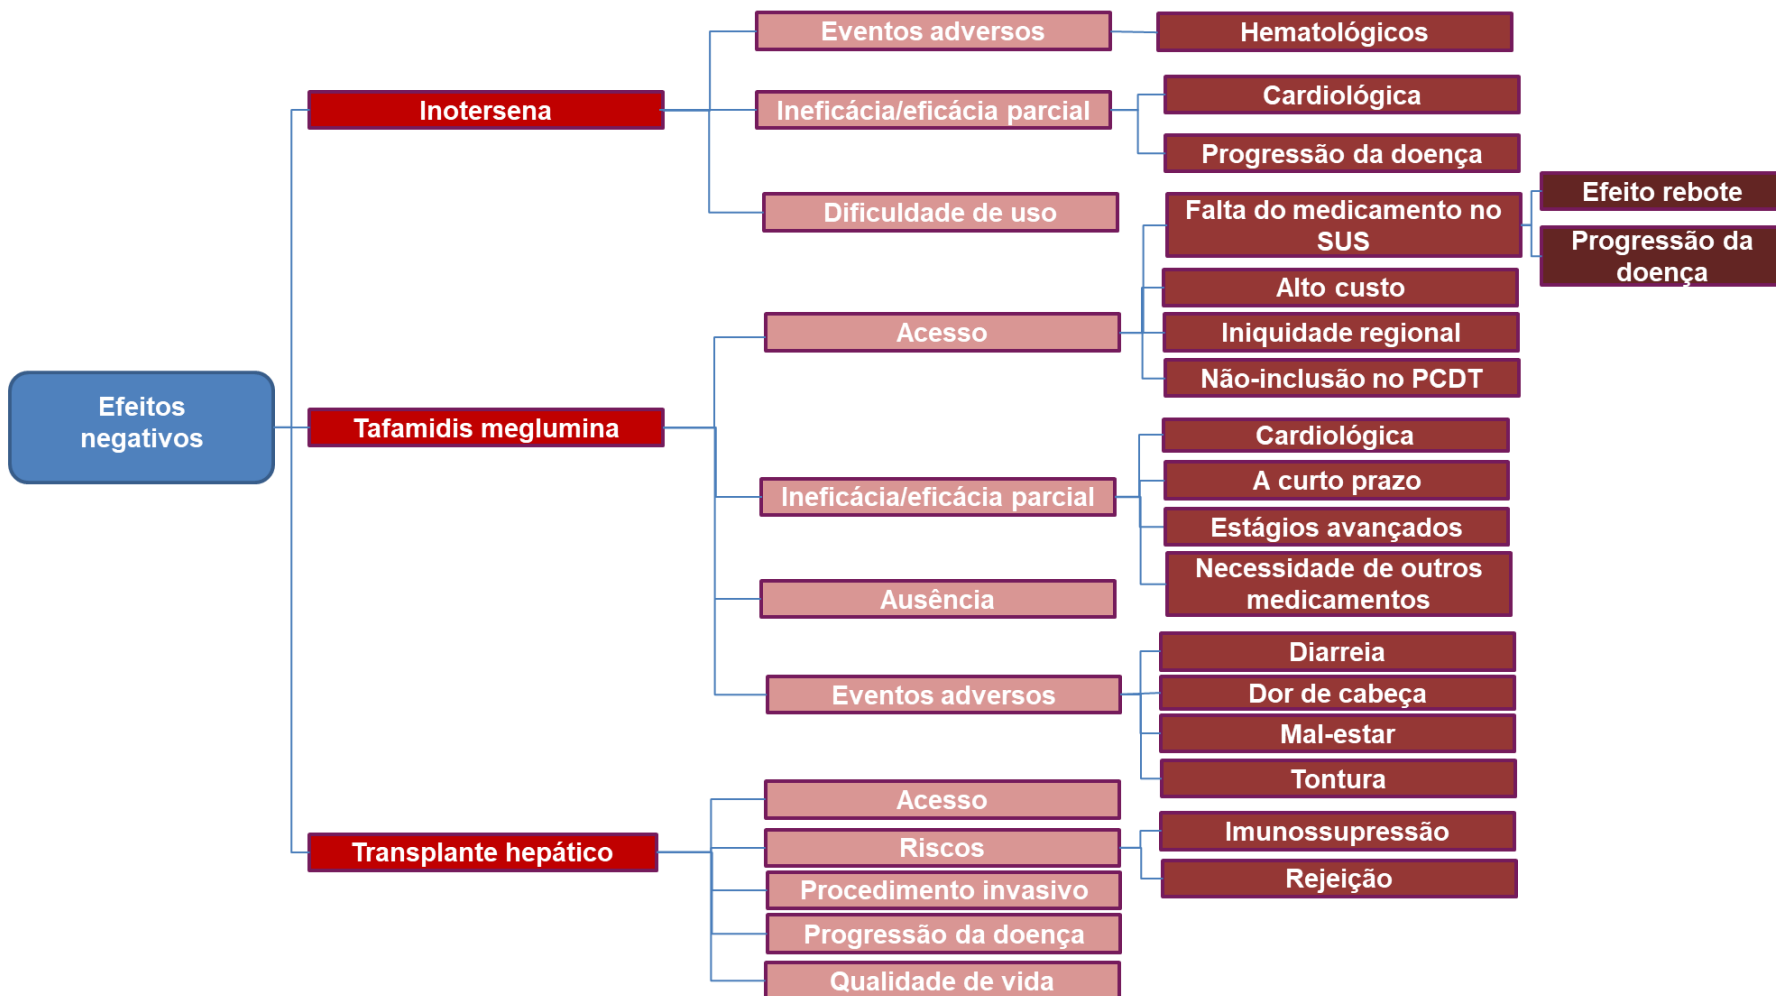 Efeitos
negativos
Inotersena
Eventos adversos
Hematológicos
Ineficácia/eficácia parcial
Cardiológica
Progressão da doença
Dificuldade de uso
Tafamidis meglumina
Acesso
Falta do medicamento no
SUS
Efeito rebote
Progressão da
doença
Alto custo
Iniquidade regional
Não-inclusão no PCDT
Ineficácia/eficácia parcial
Cardiológica
A curto prazo
Estágios avançados
Necessidade de outros
medicamentos
Ausência
Eventos adversos
Diarreia
Dor de cabeça
Mal-estar
Tontura
Transplante hepático
Acesso
Riscos
Imunossupressão
Rejeição
Procedimento invasivo
Progressão da doença
Qualidade de vida